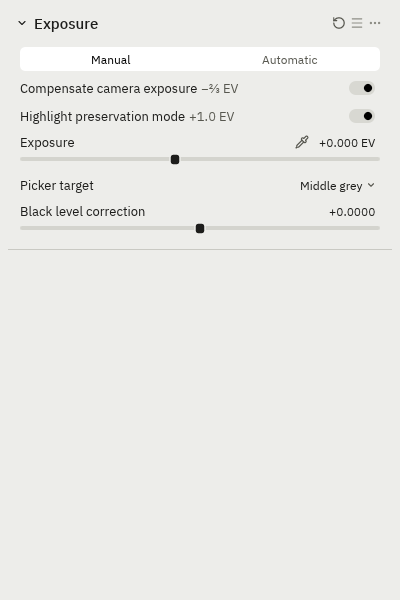 Exposure
Manual Automatic
Compensate camera exposure −⅔ EV
Highlight preservation mode +1.0 EV
Exposure +0.000 EV
Picker target Middle grey
Black level correction +0.0000